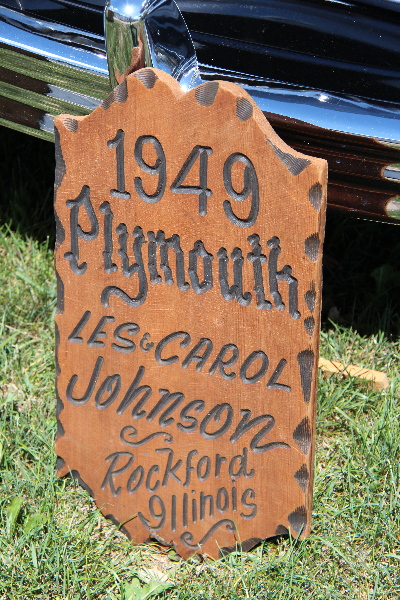 1949
Plymouth
LES & CAROL
Johnson
Rockford
Illinois